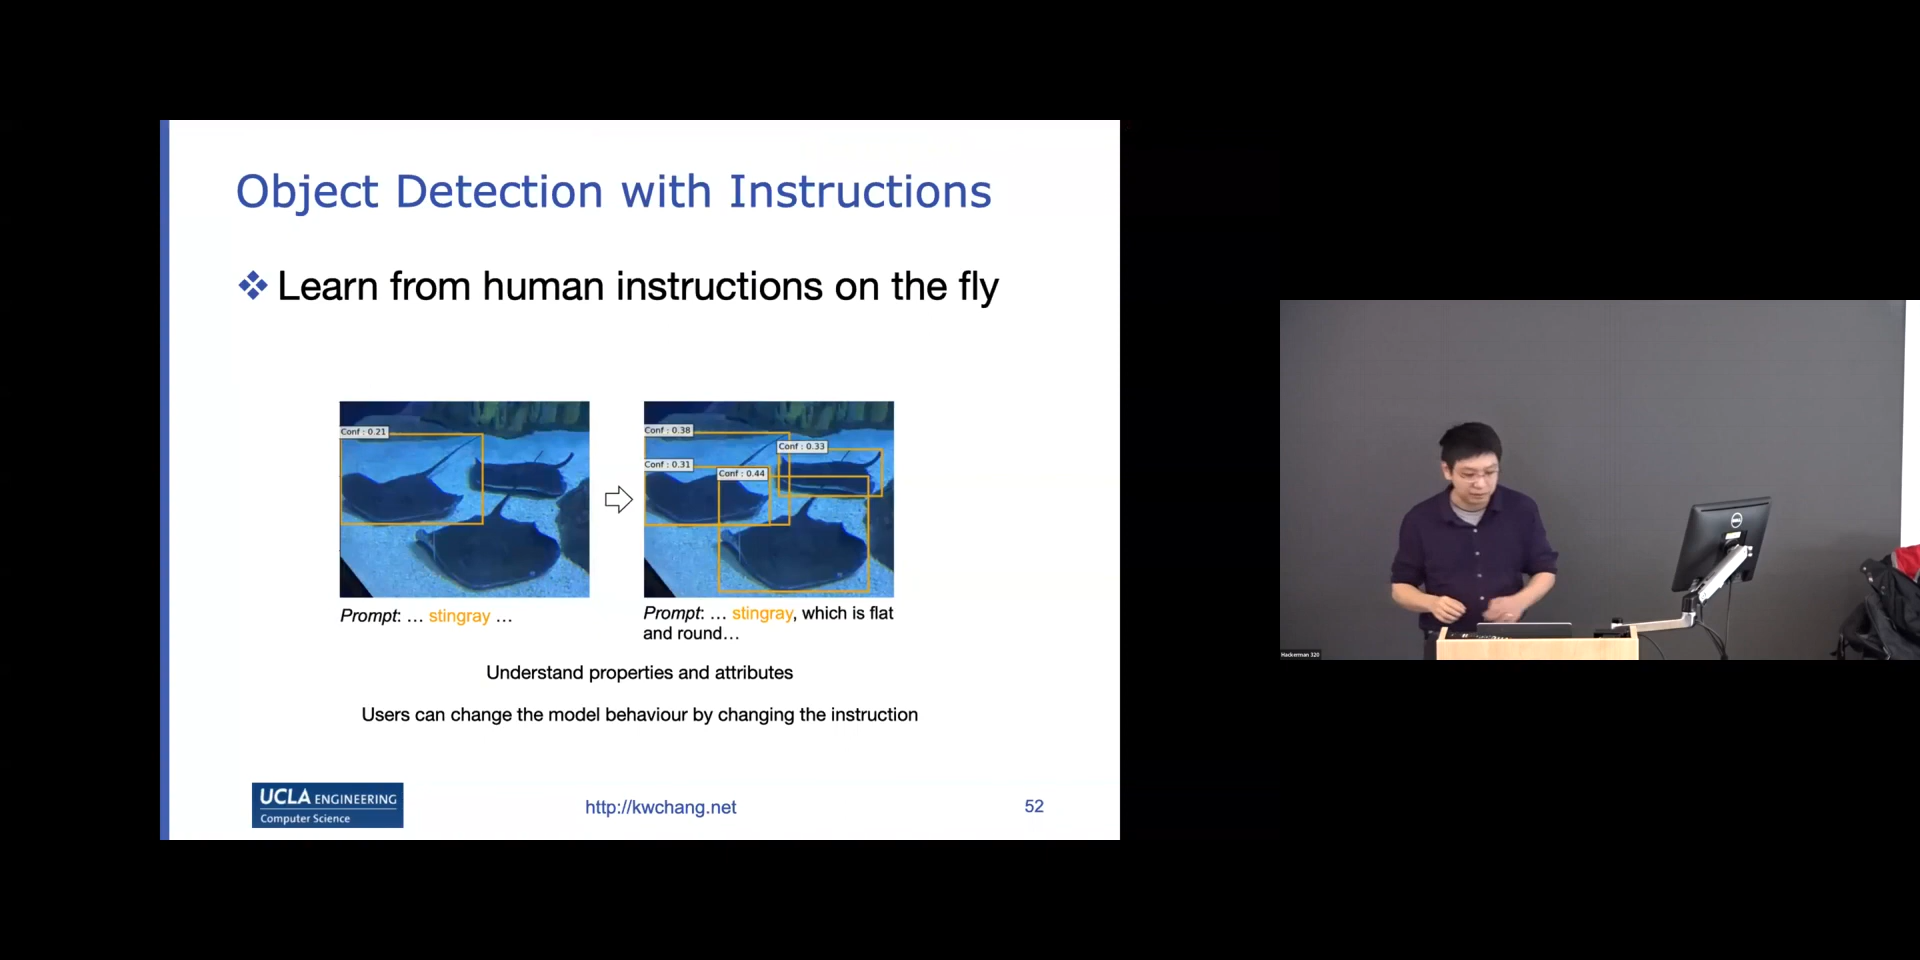 Object Detection with Instructions
Learn from human instructions on the fly
Conf : 0.21
Conf : 0.38
Conf : 0.33
Conf : 0.31
Conf : 0.44
Prompt: … stingray …
Prompt: … stingray, which is flat
and round…
Understand properties and attributes
Users can change the model behaviour by changing the instruction
UCLA ENGINEERING
Computer Science
http://kwchang.net
52
DELL
Hackerman 320